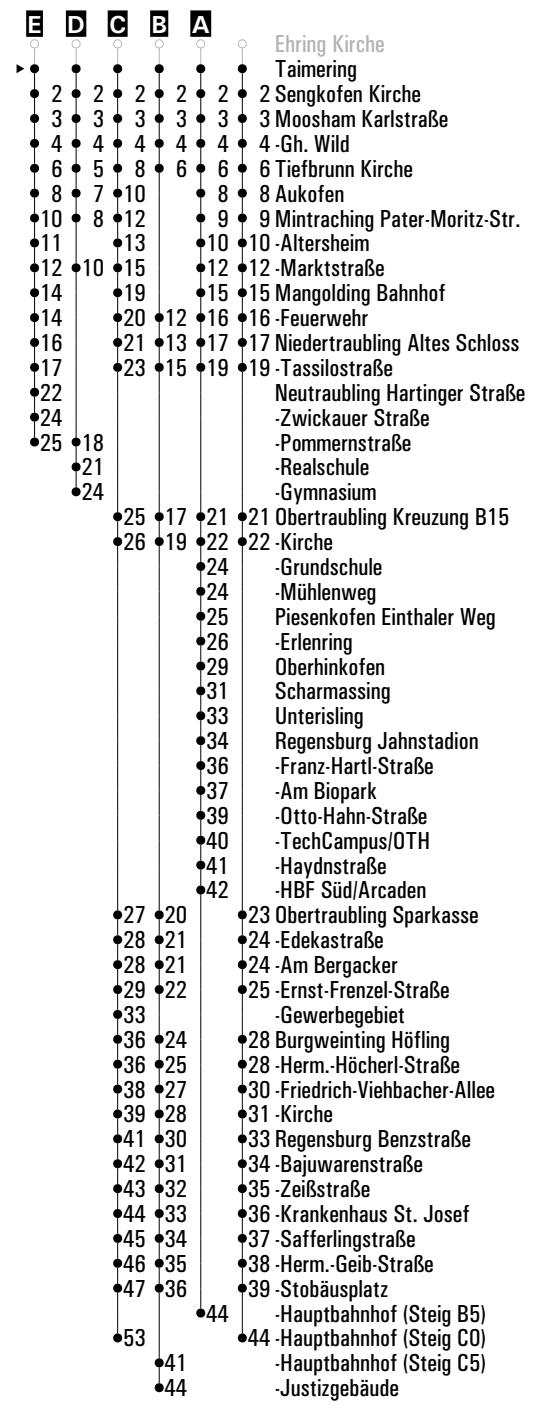 E D C B A
Ehring Kirche
Taimering
2 2 2 2 2 2 Sengkofen Kirche
3 3 3 3 3 3 Moosham Karlstraße
4 4 4 4 4 4 -Gh. Wild
6 5 8 6 6 6 Tiefbrunn Kirche
8 7 10 8 8 Aukofen
10 8 12 9 9 Mintraching Pater-Moritz-Str.
11 13 10 10 -Altersheim
12 10 15 12 12 -Marktstraße
14 19 15 15 Mangolding Bahnhof
14 20 12 16 16 -Feuerwehr
16 21 13 17 17 Niedertraubling Altes Schloss
17 23 15 19 19 -Tassilostraße
22 Neutraubling Hartinger Straße
24 -Zwickauer Straße
25 18 -Pommernstraße
21 -Realschule
24 -Gymnasium
25 17 21 21 Obertraubling Kreuzung B15
26 19 22 22 -Kirche
24 -Grundschule
24 -Mühlenweg
25 Piesenkofen Einthaler Weg
26 -Erlenring
29 Oberhinkofen
31 Scharmassing
33 Unterisling
34 Regensburg Jahnstadion
36 -Franz-Hartl-Straße
37 -Am Biopark
39 -Otto-Hahn-Straße
40 -TechCampus/OTH
41 -Haydnstraße
42 -HBF Süd/Arcaden
27 20 23 Obertraubling Sparkasse
28 21 24 -Edekastraße
28 21 24 -Am Bergacker
29 22 25 -Ernst-Frenzel-Straße
33 -Gewerbegebiet
36 24 28 Burgweinting Höfling
36 25 28 -Herm.-Höcherl-Straße
38 27 30 -Friedrich-Viehbacher-Allee
39 28 31 -Kirche
41 30 33 Regensburg Benzstraße
42 31 34 -Bajuwarenstraße
43 32 35 -Zeißstraße
44 33 36 -Krankenhaus St. Josef
45 34 37 -Safferlingstraße
46 35 38 -Herm.-Geib-Straße
47 36 39 -Stobäusplatz
44 -Hauptbahnhof (Steig B5)
53 44 -Hauptbahnhof (Steig C0)
41 -Hauptbahnhof (Steig C5)
44 -Justizgebäude